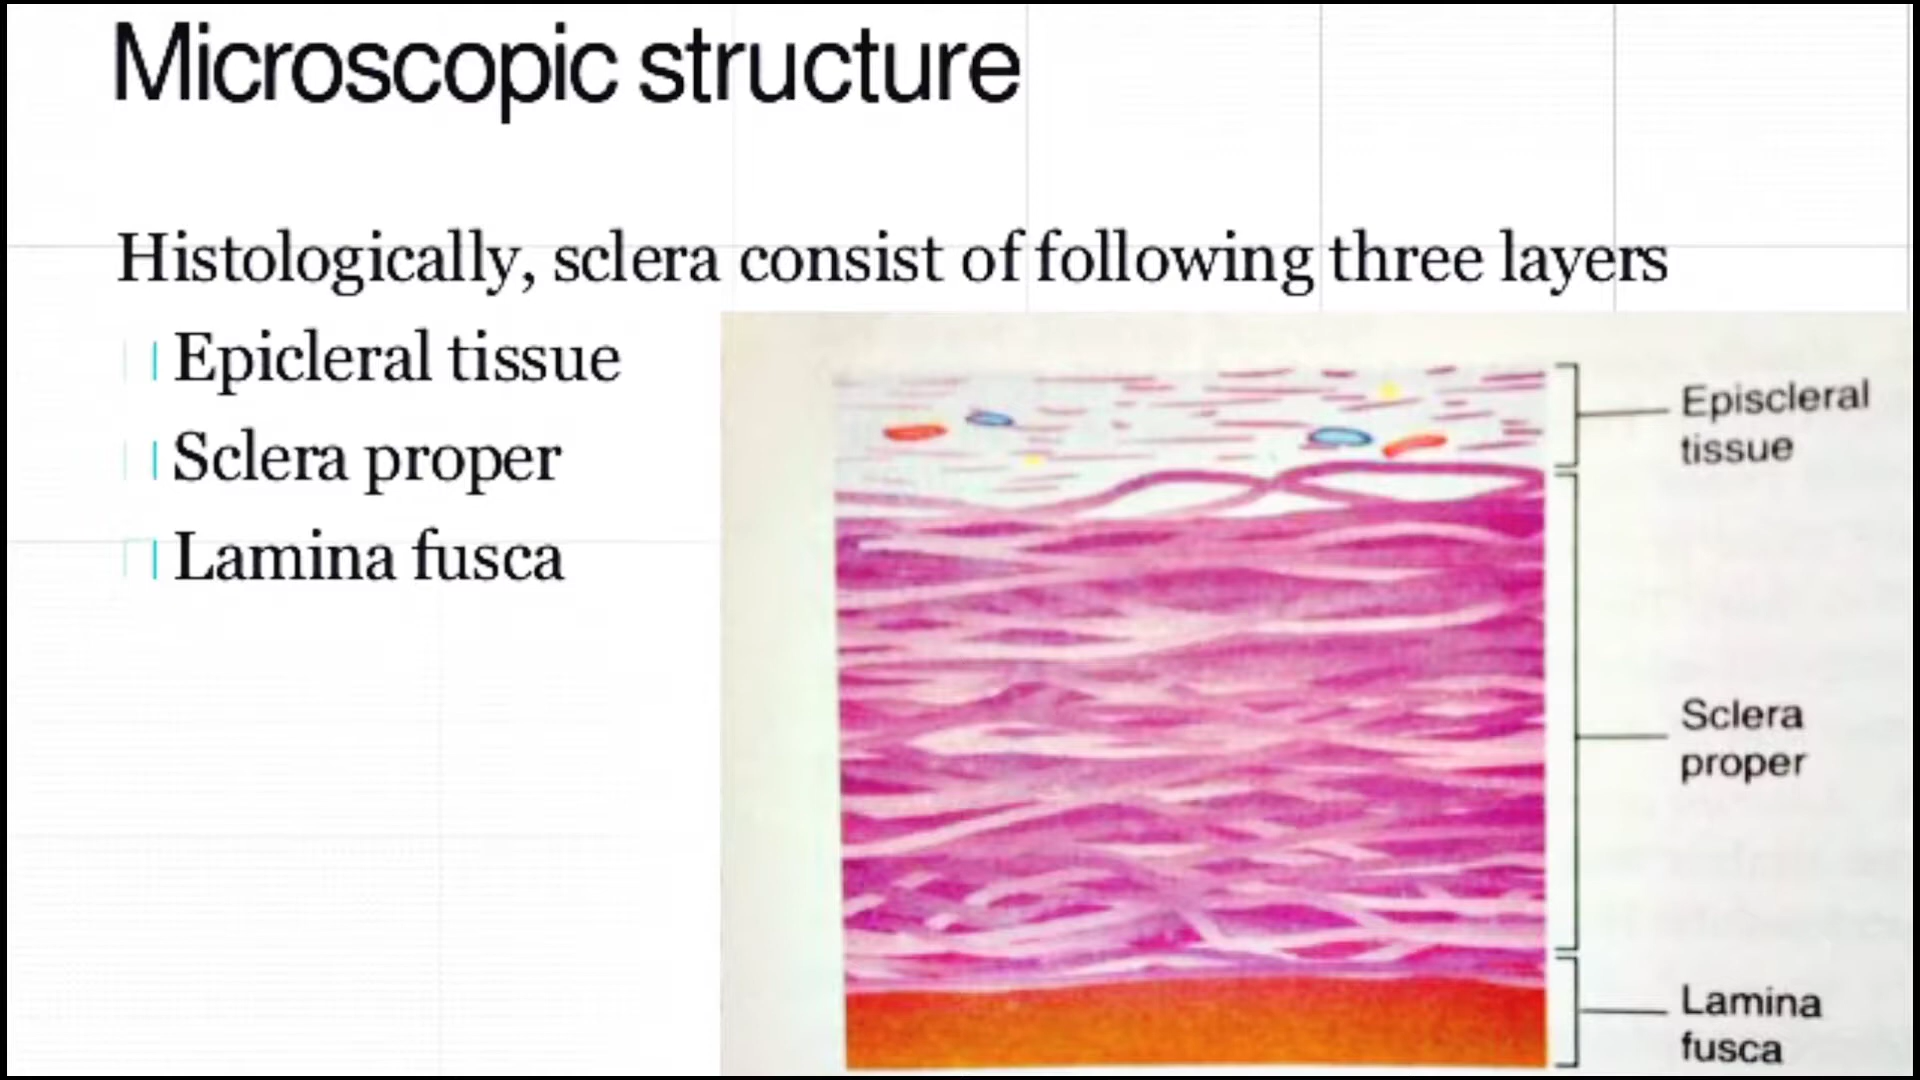 Microscopic structure
Histologically, sclera consist of following three layers
Epicleral tissue
Sclera proper
Lamina fusca
Episcleral
tissue
Sclera
proper
Lamina
fusca